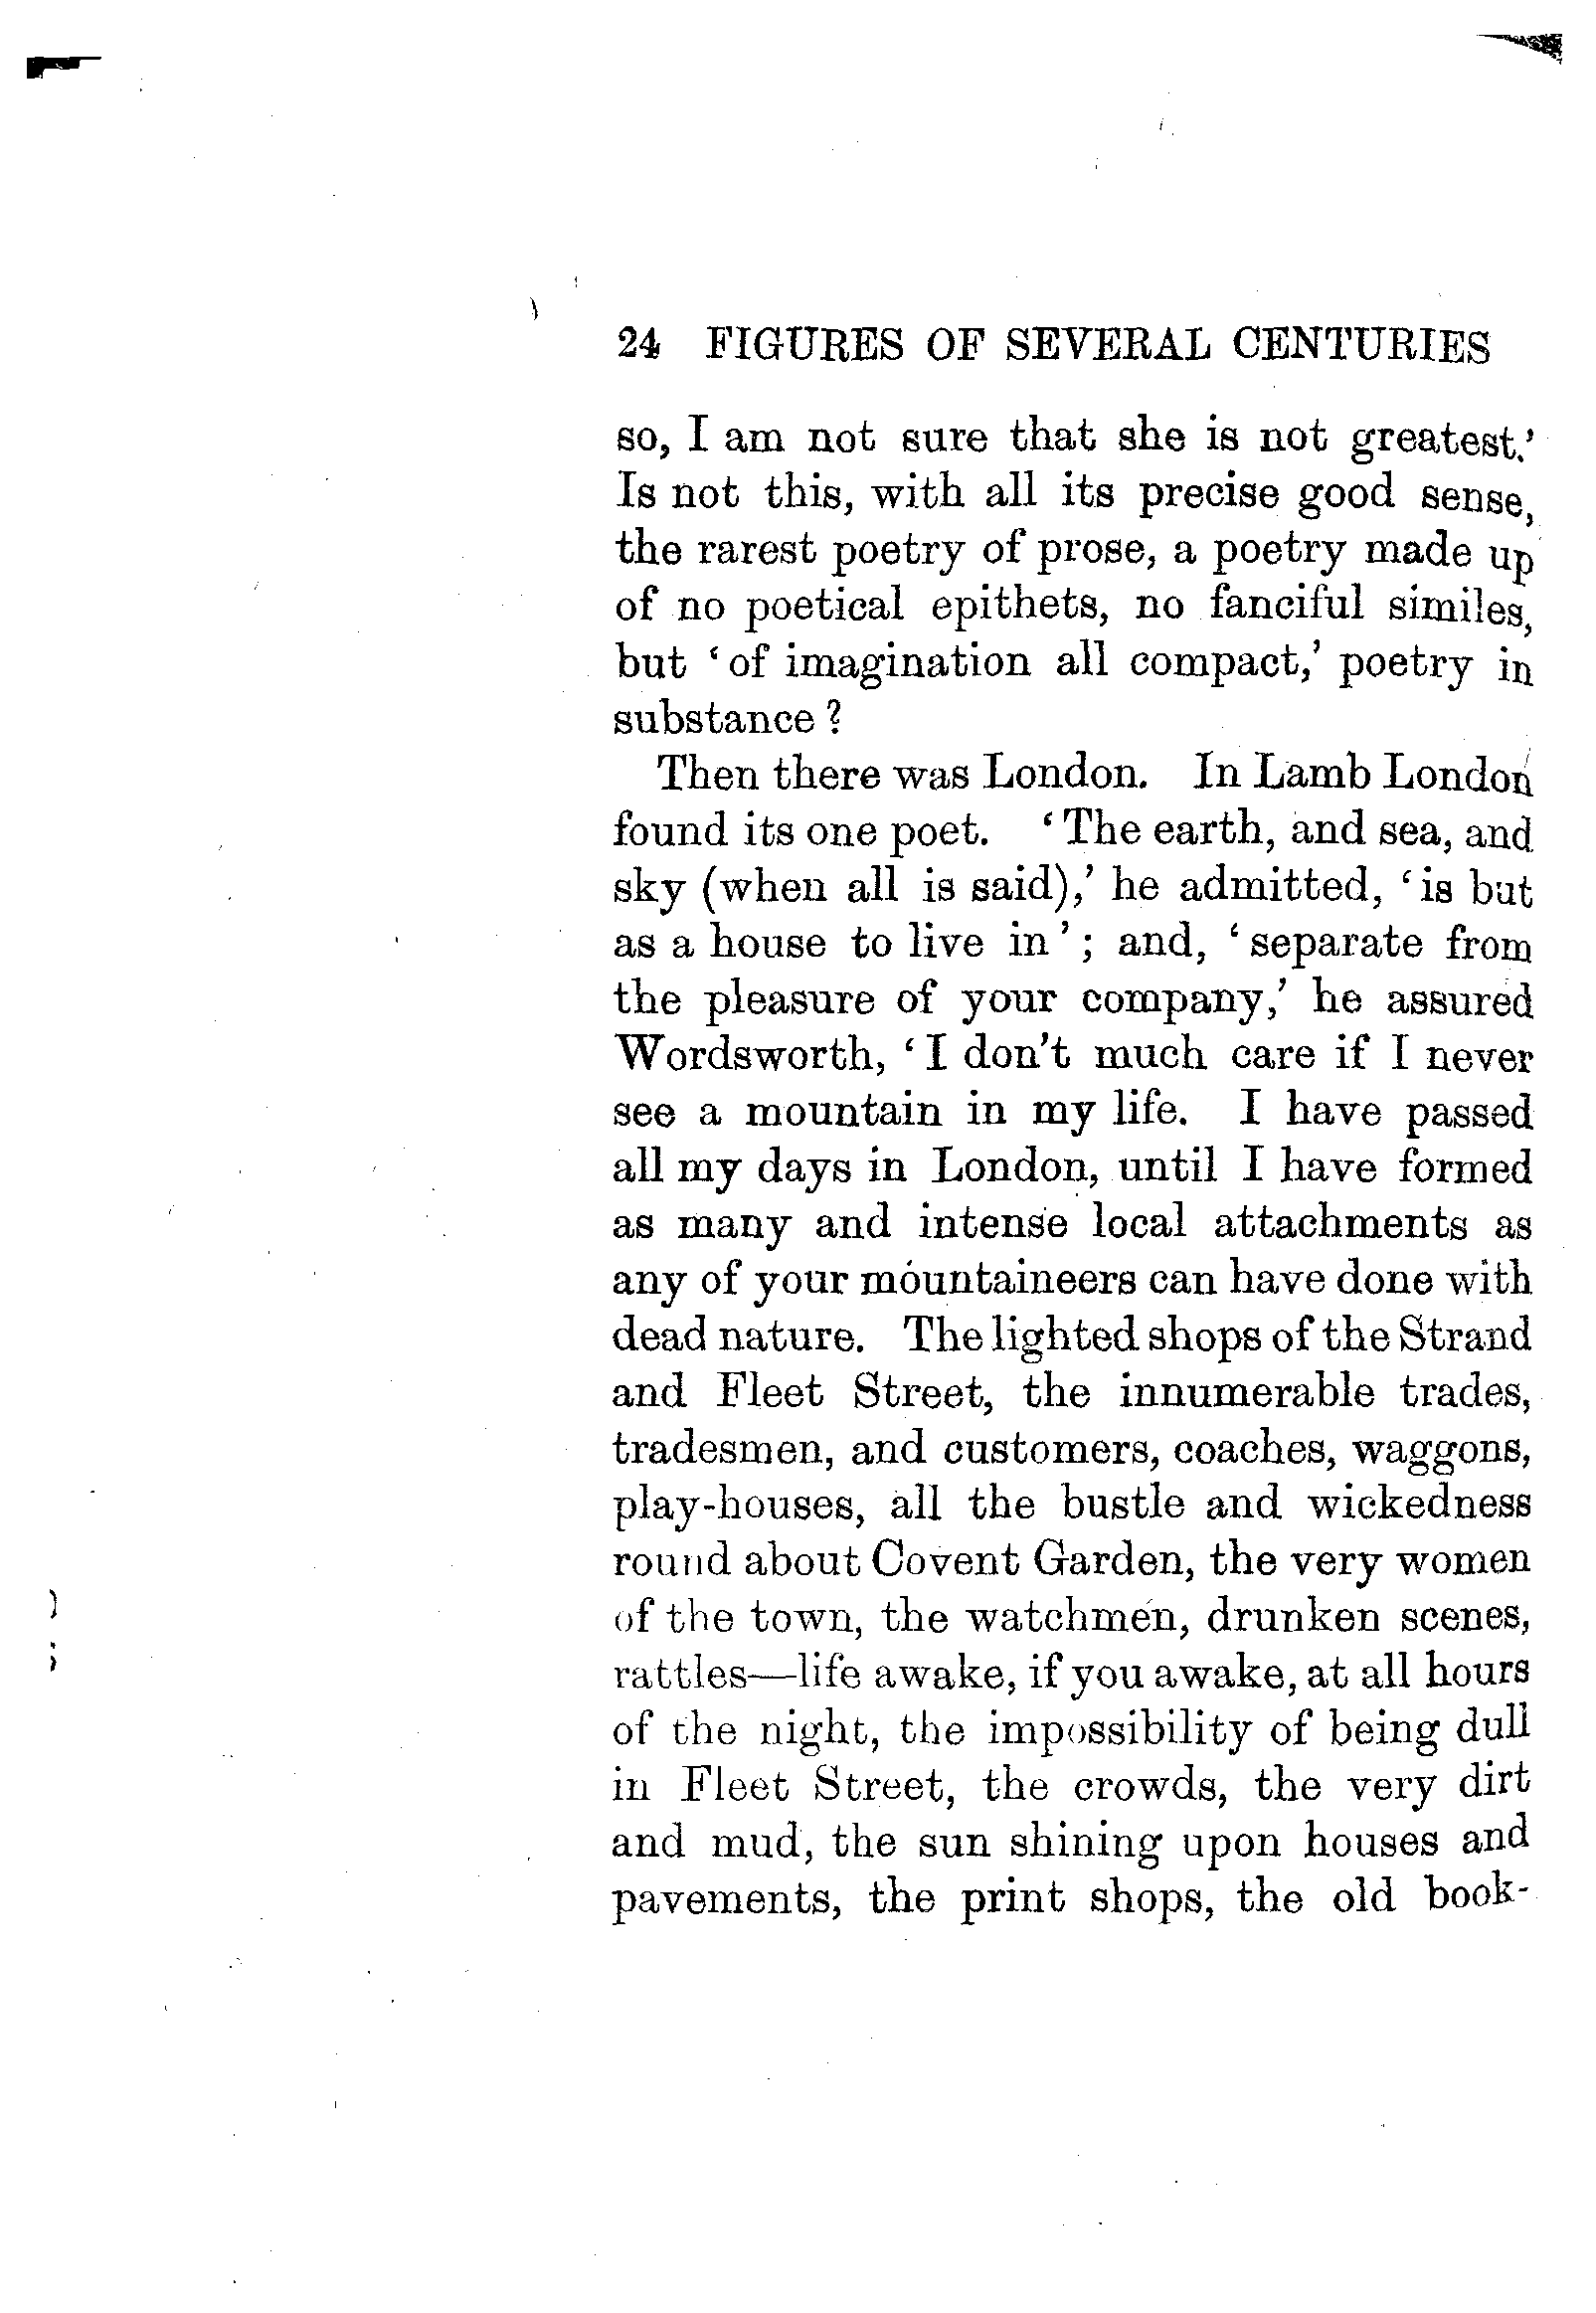 24 FIGURES OF SEVERAL CENTURIES
so, I am not sure that she is not greatest.'
Is not this, with all its precise good sense,
the rarest poetry of prose, a poetry made up
of no poetical epithets, no fanciful similes,
but ‘of imagination all compact,’ poetry in
substance?
Then there was London. In Lamb London
found its one poet. ‘The earth, and sea, and
sky (when all is said),’ he admitted, ‘is but
as a house to live in’; and, ‘separate from
the pleasure of your company,’ he assured
Wordsworth, ‘I don't much care if I never
see a mountain in my life. I have passed
all my days in London, until I have formed
as many and intense local attachments as
any of your mountaineers can have done with
dead nature. The lighted shops of the Strand
and Fleet Street, the innumerable trades,
tradesmen, and customers, coaches, waggons,
play-houses, all the bustle and wickedness
round about Covent Garden, the very women
of the town, the watchmen, drunken scenes,
rattles—life awake, if you awake, at all hours
of the night, the impossibility of being dull
in Fleet Street, the crowds, the very dirt
and mud, the sun shining upon houses and
pavements, the print shops, the old book-